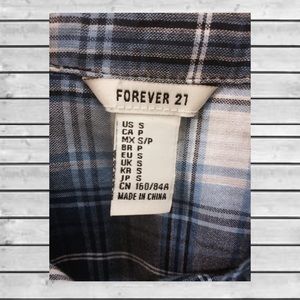 FOREVER 21
US S
CA P
MX S/P
BR P
EU S
UK S
KR S
JP S
CN 160/84A
MADE IN CHINA